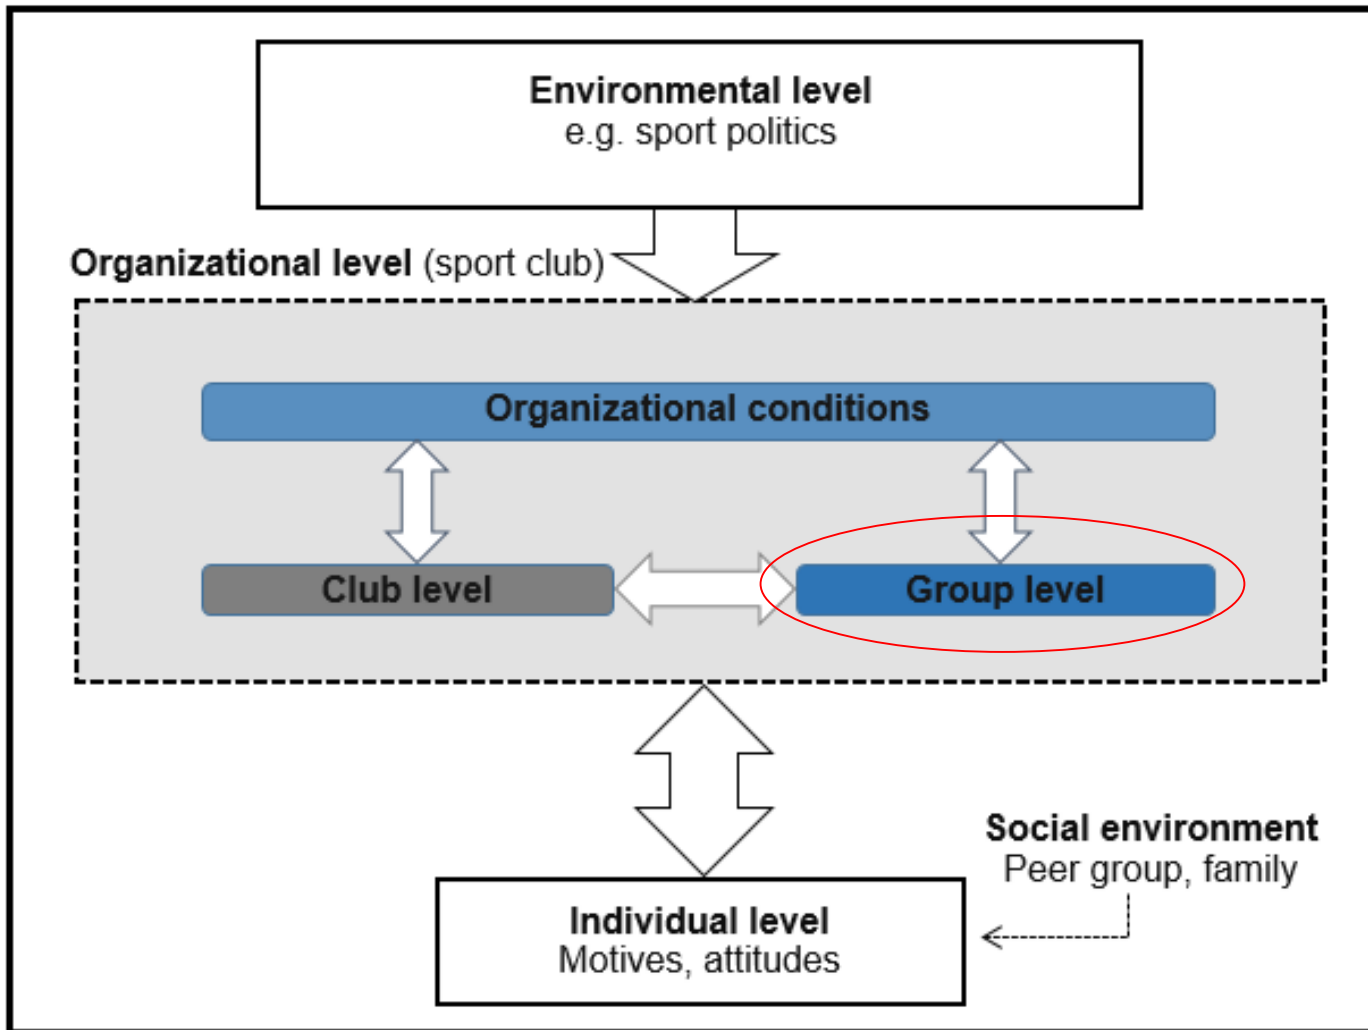 Environmental level
e.g. sport politics
Organizational level (sport club)
Organizational conditions
Club level
Group level
Social environment
Peer group, family
Individual level
Motives, attitudes